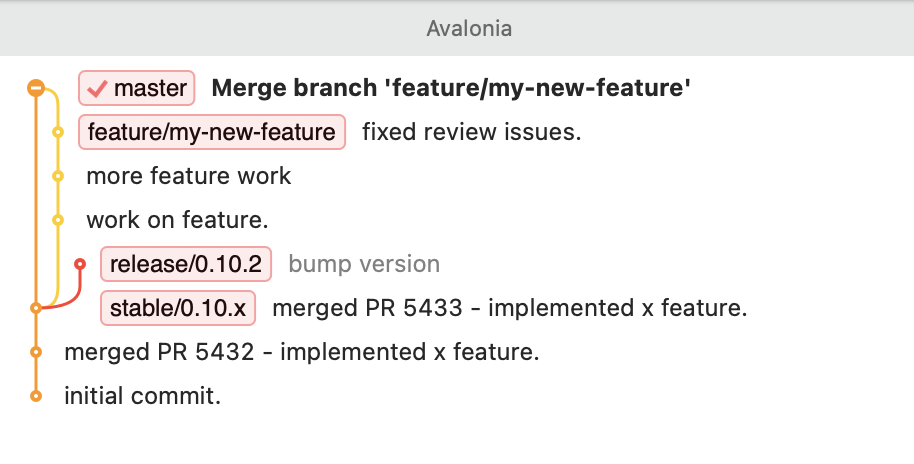 Avalonia
master Merge branch 'feature/my-new-feature'
feature/my-new-feature fixed review issues.
more feature work
work on feature.
release/0.10.2 bump version
stable/0.10.x merged PR 5433 - implemented x feature.
merged PR 5432 - implemented x feature.
initial commit.